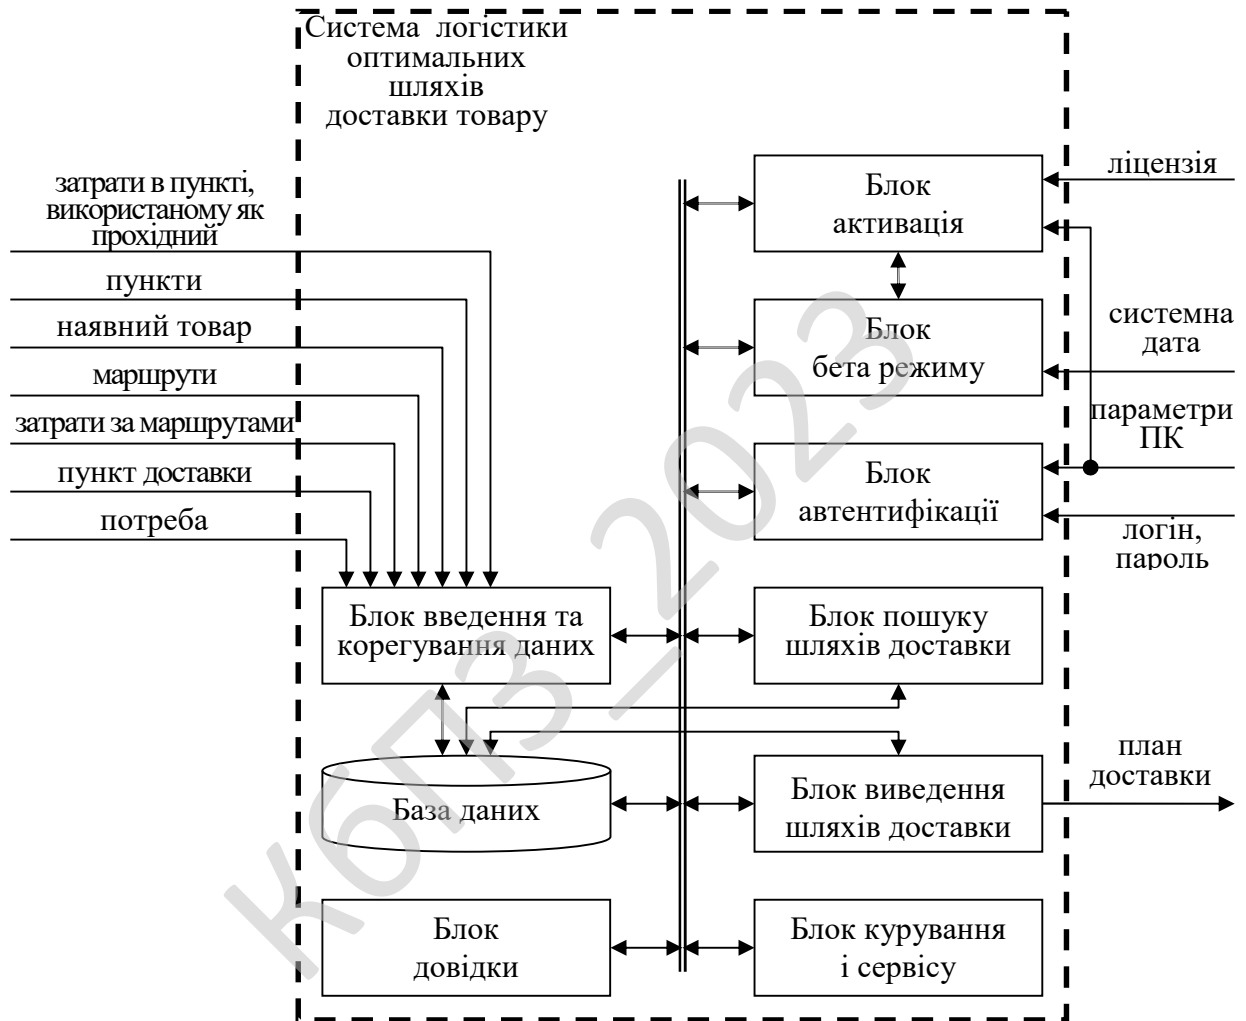 Система логістики
оптимальних
шляхів
доставки товару
затрати в пункті,
використаному як
прохідний
пункти
наявний товар
маршрути
затрати за маршрутами
пункт доставки
потреба
Блок
активація
ліцензія
Блок
бета режиму
системна
дата
параметри
ПК
Блок
автентифікації
логін,
пароль
Блок введення та
корегування даних
Блок пошуку
шляхів доставки
База даних
Блок виведення
шляхів доставки
план
доставки
Блок
довідки
Блок курування
і сервісу
КбПЗ_2023